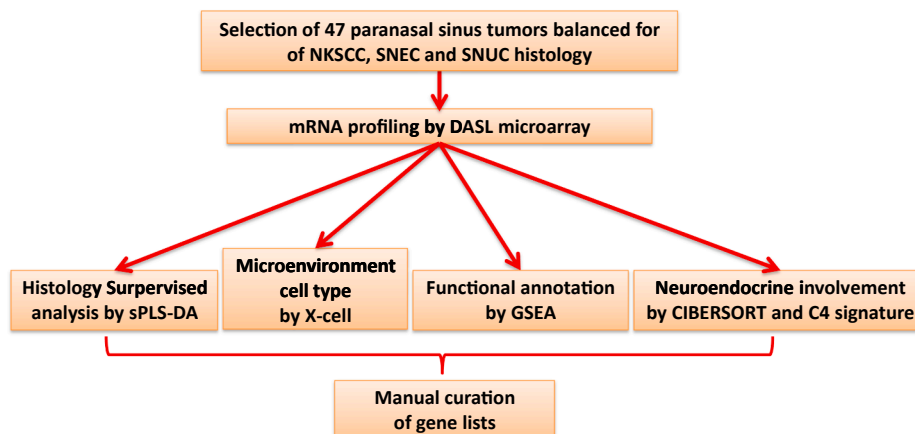 Selection of 47 paranasal sinus tumors balanced for
of NKSCC, SNEC and SNUC histology
mRNA profiling by DASL microarray
Histology Surpervised
analysis by sPLS-DA
Microenvironment
cell type
by X-cell
Functional annotation
by GSEA
Neuroendocrine involvement
by CIBERSORT and C4 signature
Manual curation
of gene lists